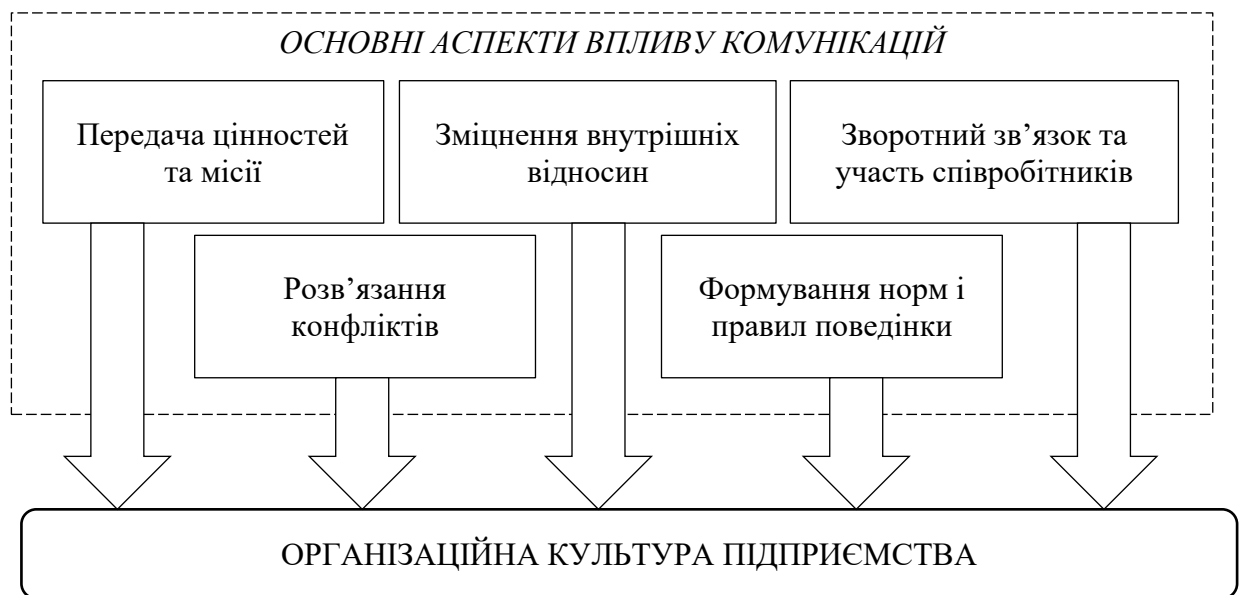 ОСНОВНІ АСПЕКТИ ВПЛИВУ КОМУНІКАЦІЙ
Передача цінностей
та місії
Зміцнення внутрішніх
відносин
Зворотний зв’язок та
участь співробітників
Розв’язання
конфліктів
Формування норм і
правил поведінки
ОРГАНІЗАЦІЙНА КУЛЬТУРА ПІДПРИЄМСТВА